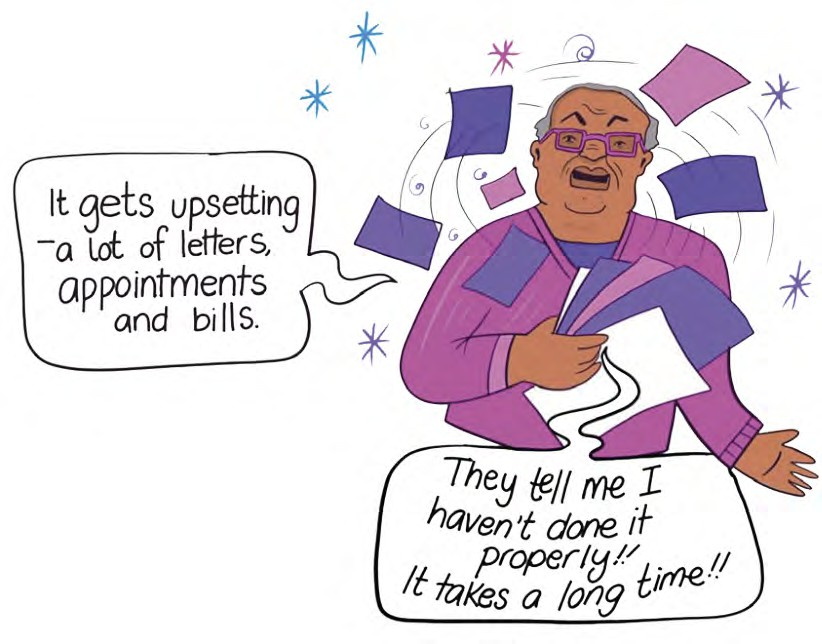 It gets upsetting
-a lot of letters,
appointments
and bills.
They tell me I
haven't done it
properly!!
It takes a long time!!